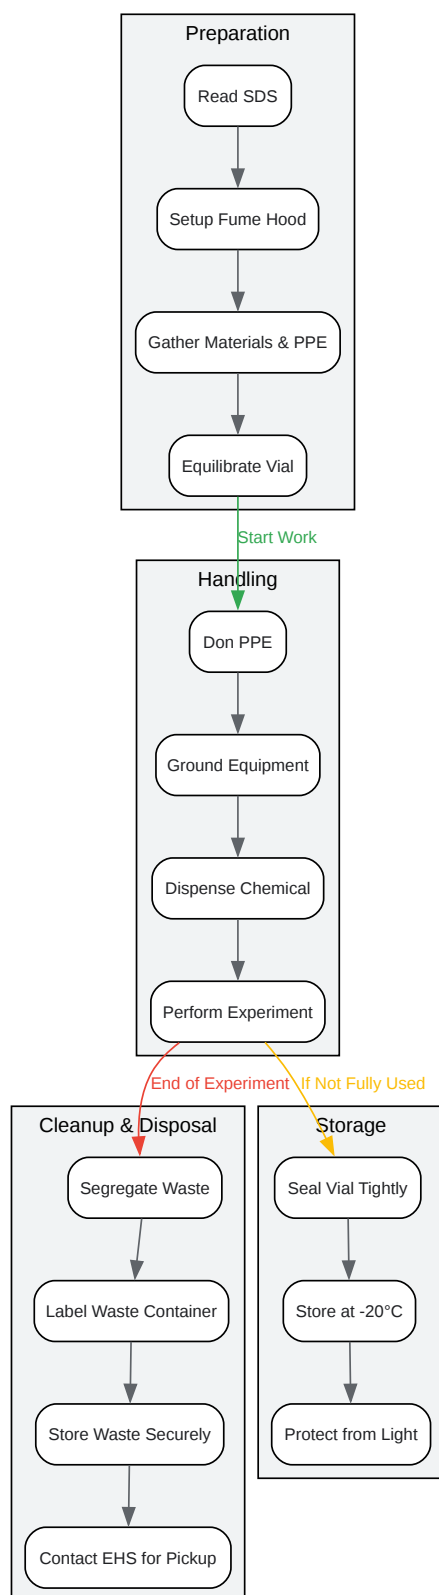 Preparation
Read SDS
Setup Fume Hood
Gather Materials & PPE
Equilibrate Vial
Start Work
Handling
Don PPE
Ground Equipment
Dispense Chemical
Perform Experiment
End of Experiment
If Not Fully Used
Cleanup & Disposal
Segregate Waste
Label Waste Container
Store Waste Securely
Contact EHS for Pickup
Storage
Seal Vial Tightly
Store at -20°C
Protect from Light